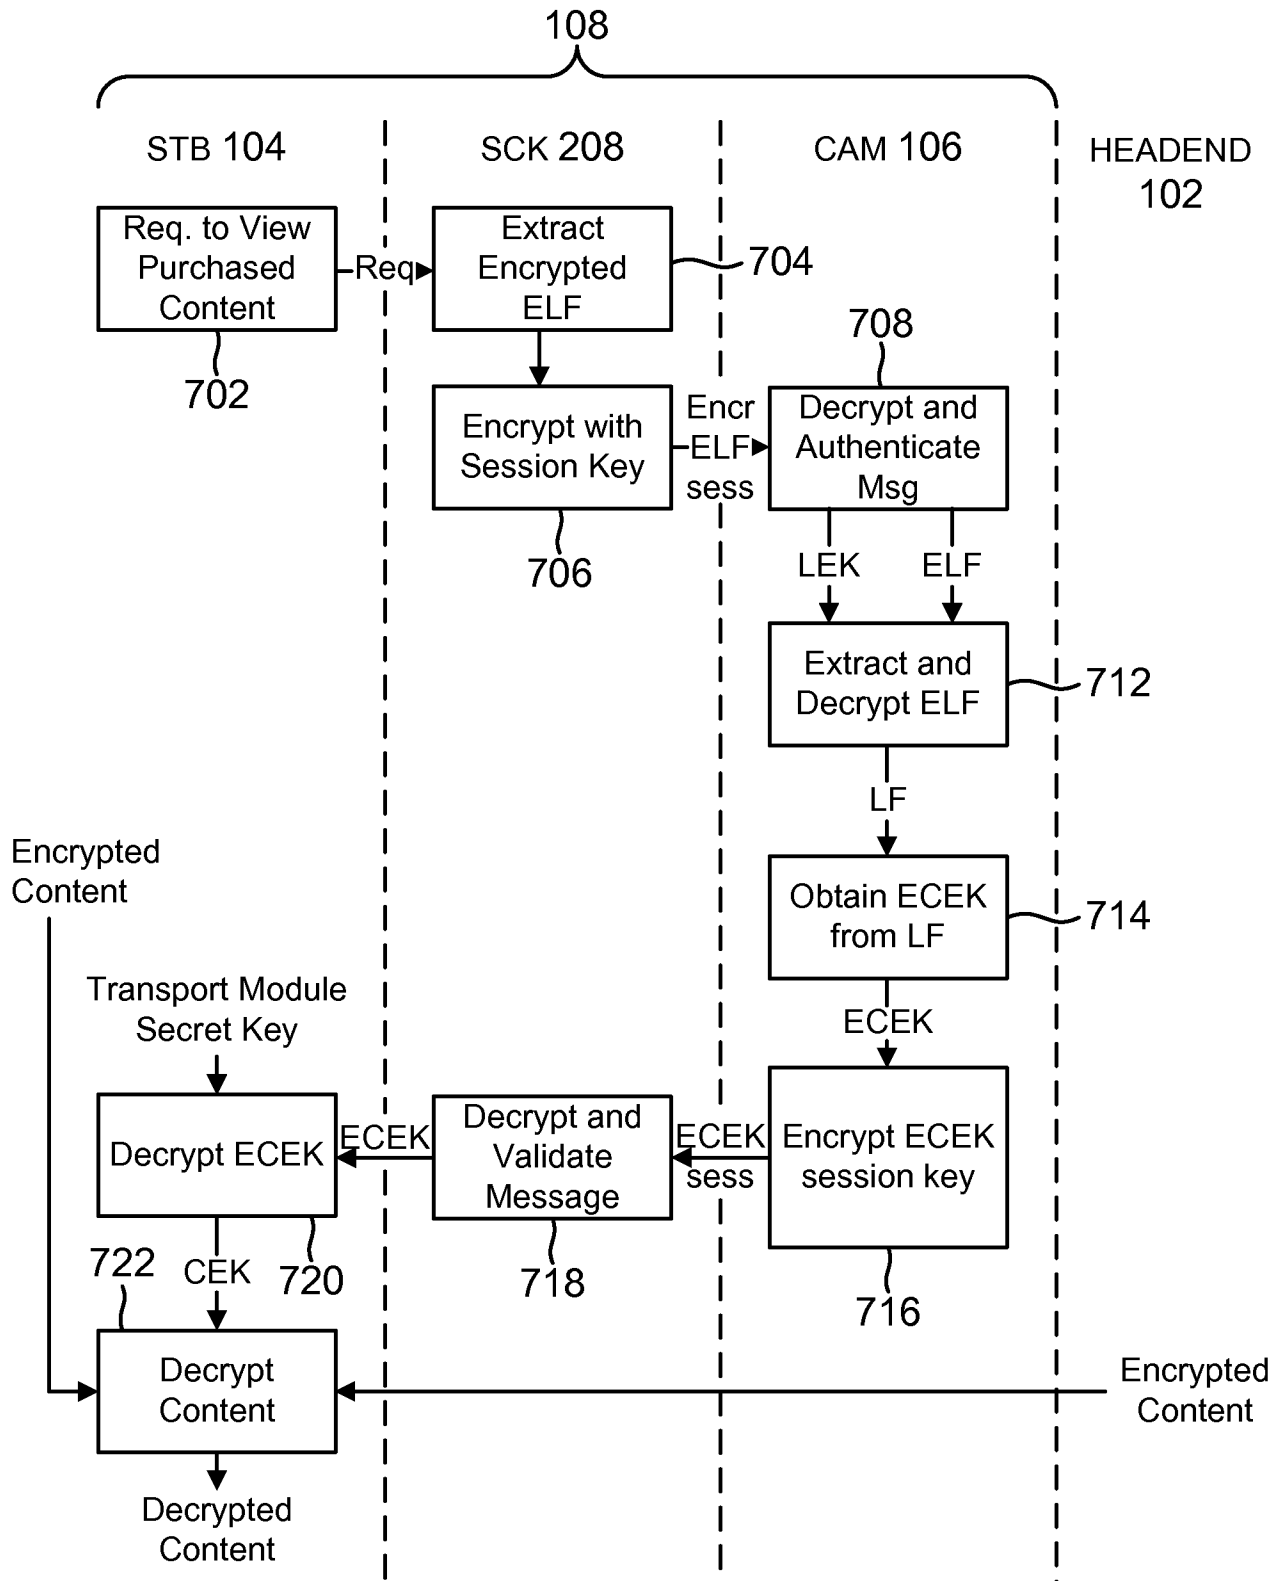 108
STB 104
SCK 208
CAM 106
HEADEND
102
Req. to View
Purchased
Content
702
Req
Extract
Encrypted
ELF
704
Encrypt with
Session Key
706
Encr
ELF
sess
708
Decrypt and
Authenticate
Msg
LEK
ELF
Extract and
Decrypt ELF
712
LF
Obtain ECEK
from LF
714
ECEK
Encrypt ECEK
session key
716
ECEK
sess
Decrypt and
Validate
Message
718
ECEK
Encrypted
Content
Transport Module
Secret Key
Decrypt ECEK
720
CEK
722
Decrypt
Content
Encrypted
Content
Decrypted
Content